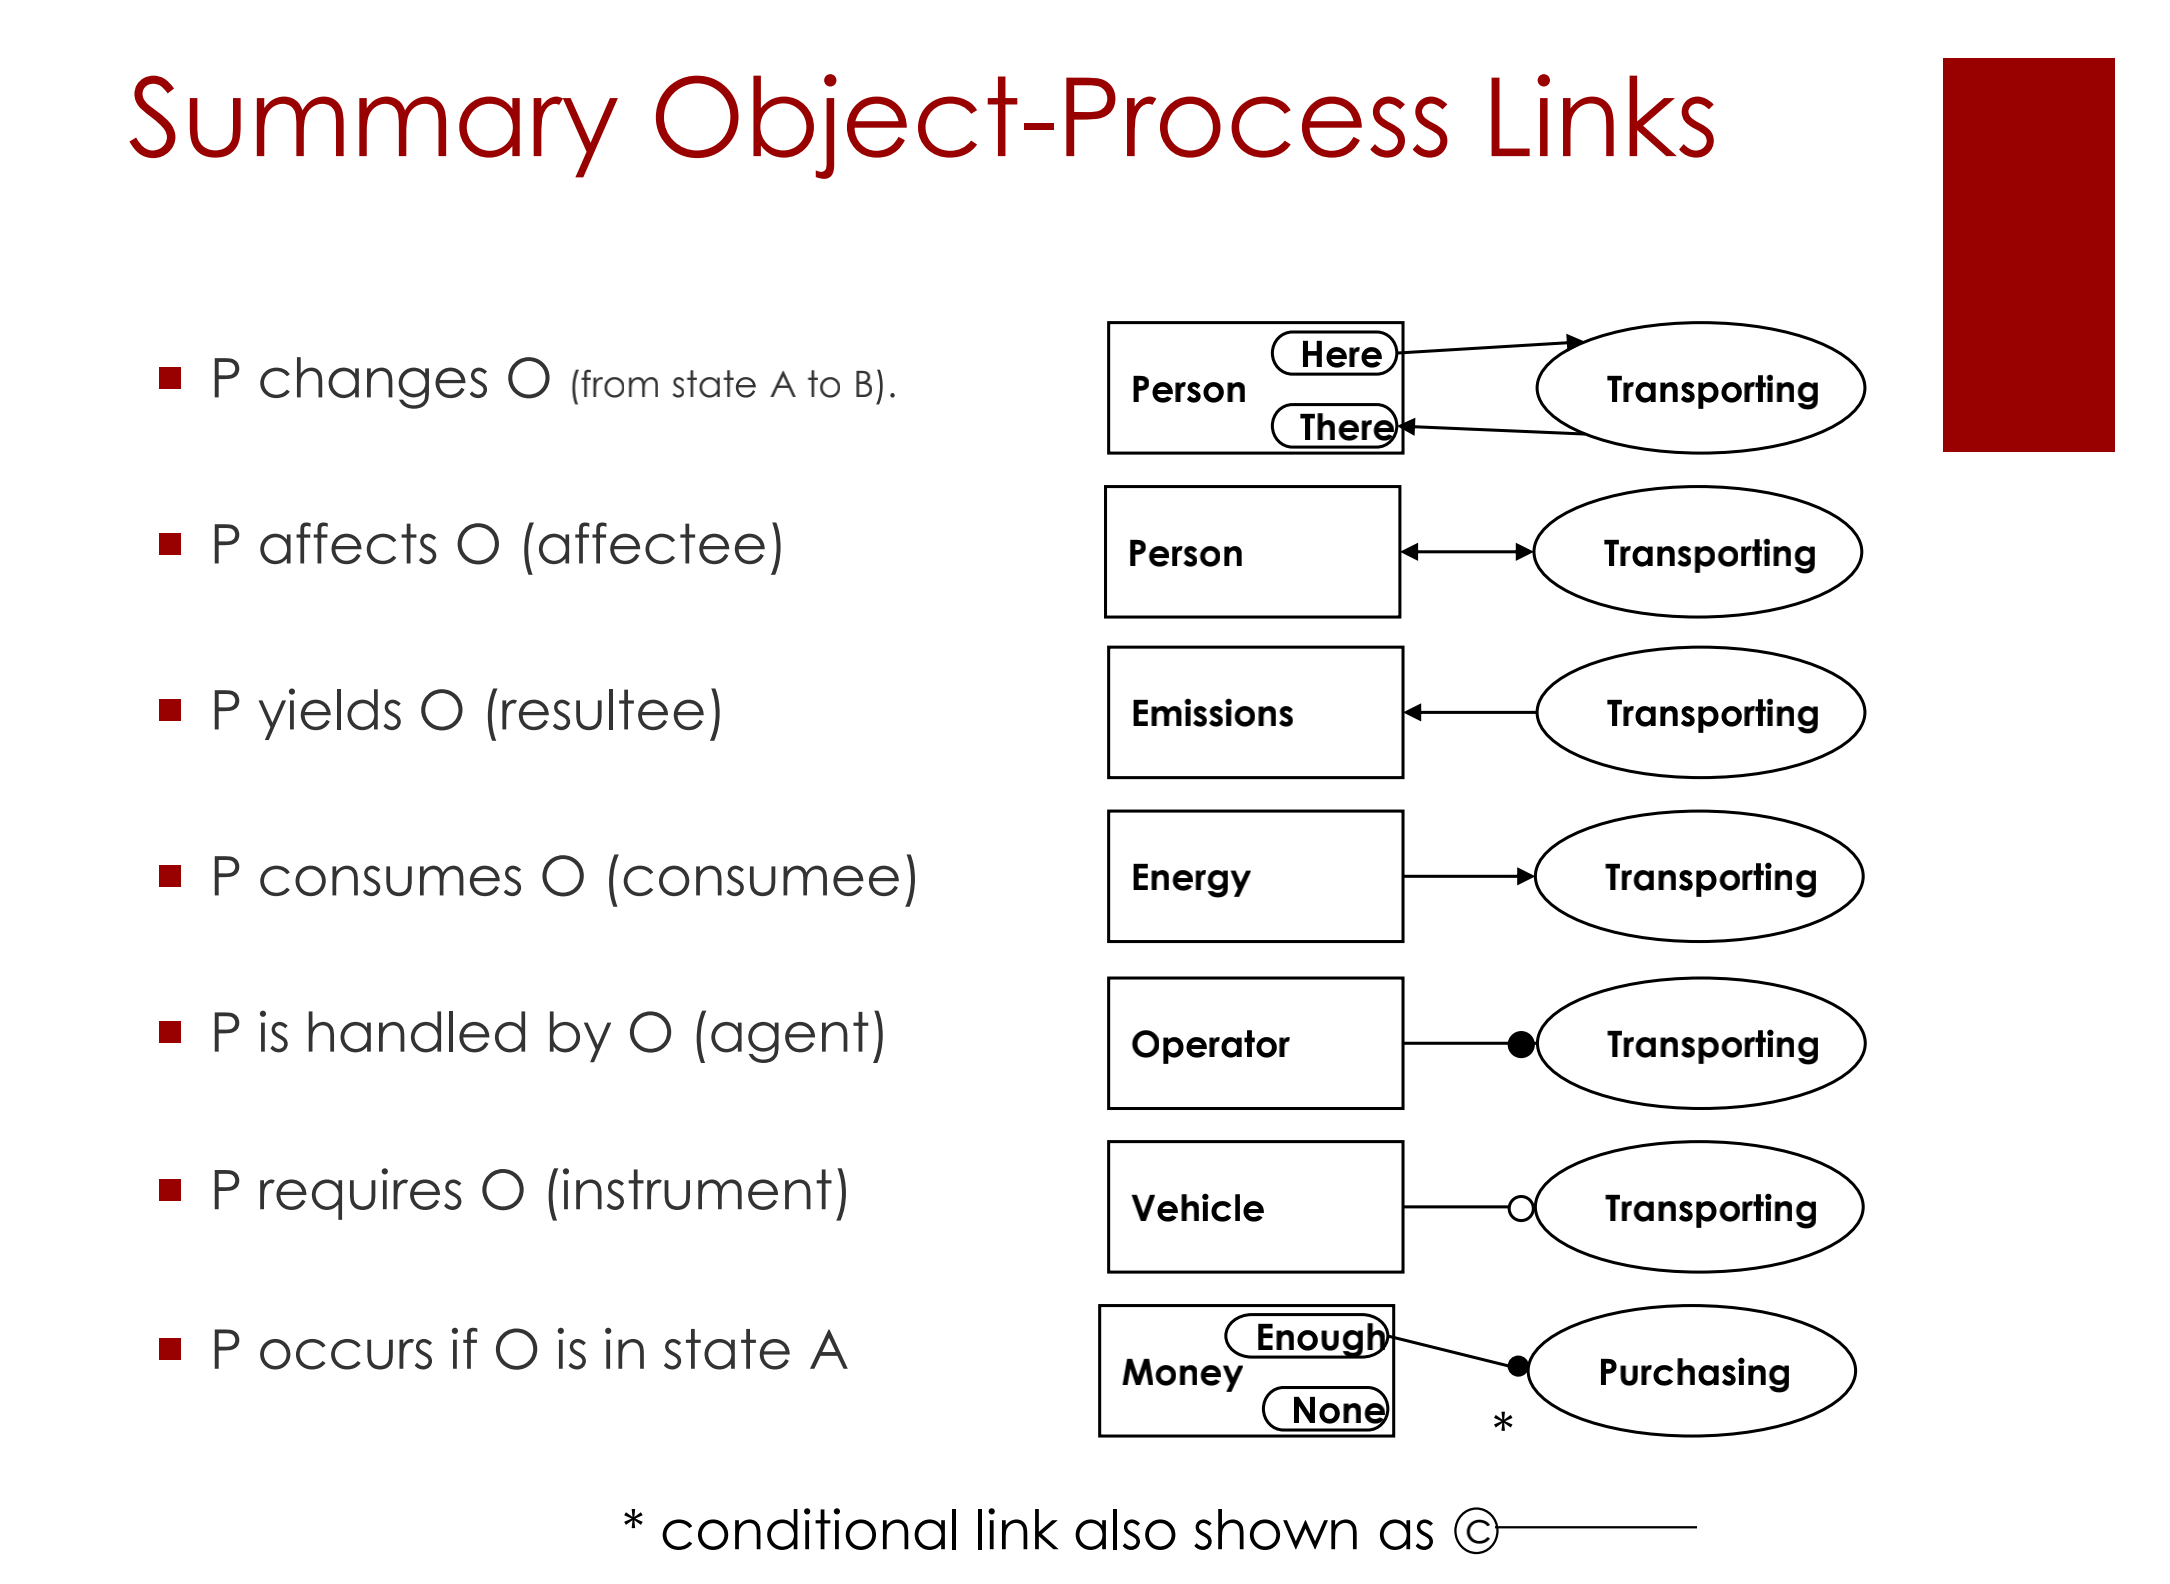 Summary Object-Process Links
P changes O (from state A to B).
Here
Person
There
Transporting
P affects O (affectee)
Person
Transporting
P yields O (resultee)
Emissions
Transporting
P consumes O (consumee)
Energy
Transporting
P is handled by O (agent)
Operator
Transporting
P requires O (instrument)
Vehicle
Transporting
P occurs if O is in state A
Enough
Money
None
*
Purchasing
* conditional link also shown as ©